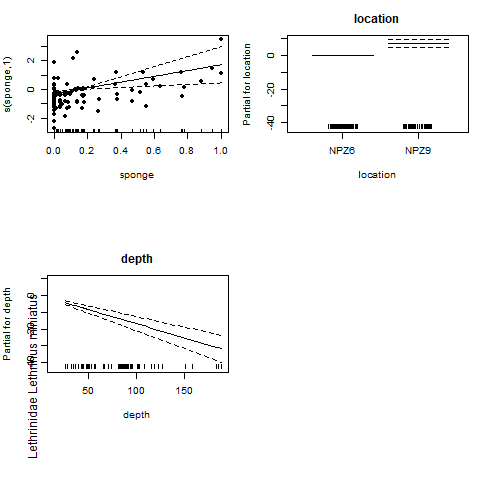 s(sponge,1)
2
0
-2
0.0 0.2 0.4 0.6 0.8 1.0
sponge
location
Partial for location
0
-20
-40
NPZ6 NPZ9
location
depth
Partial for depth
0
50 100 150
depth
Lethrinidae Lethrinus miniatus